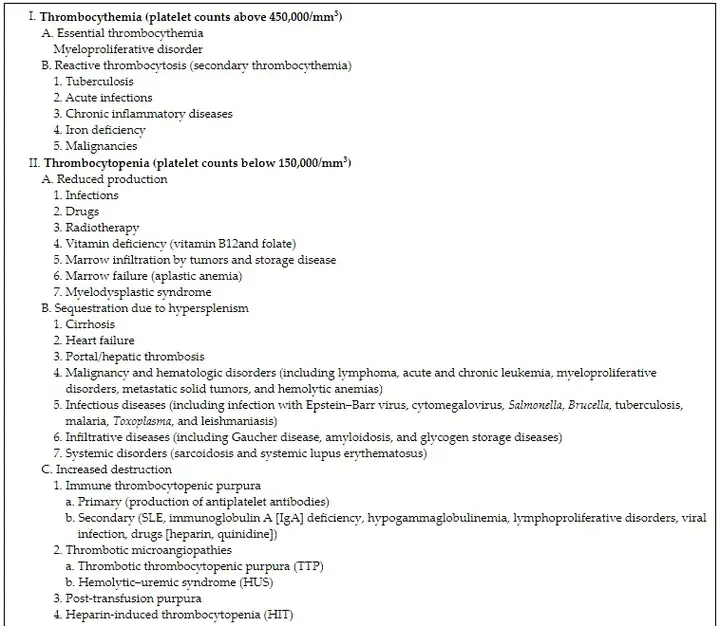 I. Thrombocythemia (platelet counts above 450,000/mm³)
A. Essential thrombocythemia
Myeloproliferative disorder
B. Reactive thrombocytosis (secondary thrombocythemia)
1. Tuberculosis
2. Acute infections
3. Chronic inflammatory diseases
4. Iron deficiency
5. Malignancies
II. Thrombocytopenia (platelet counts below 150,000/mm³)
A. Reduced production
1. Infections
2. Drugs
3. Radiotherapy
4. Vitamin deficiency (vitamin B12and folate)
5. Marrow infiltration by tumors and storage disease
6. Marrow failure (aplastic anemia)
7. Myelodysplastic syndrome
B. Sequestration due to hypersplenism
1. Cirrhosis
2. Heart failure
3. Portal/hepatic thrombosis
4. Malignancy and hematologic disorders (including lymphoma, acute and chronic leukemia, myeloproliferative
disorders, metastatic solid tumors, and hemolytic anemias)
5. Infectious diseases (including infection with Epstein–Barr virus, cytomegalovirus, Salmonella, Brucella, tuberculosis,
malaria, Toxoplasma, and leishmaniasis)
6. Infiltrative diseases (including Gaucher disease, amyloidosis, and glycogen storage diseases)
7. Systemic disorders (sarcoidosis and systemic lupus erythematosus)
C. Increased destruction
1. Immune thrombocytopenic purpura
a. Primary (production of antiplatelet antibodies)
b. Secondary (SLE, immunoglobulin A [IgA] deficiency, hypogammaglobulinemia, lymphoproliferative disorders, viral
infection, drugs [heparin, quinidine])
2. Thrombotic microangiopathies
a. Thrombotic thrombocytopenic purpura (TTP)
b. Hemolytic–uremic syndrome (HUS)
3. Post-transfusion purpura
4. Heparin-induced thrombocytopenia (HIT)